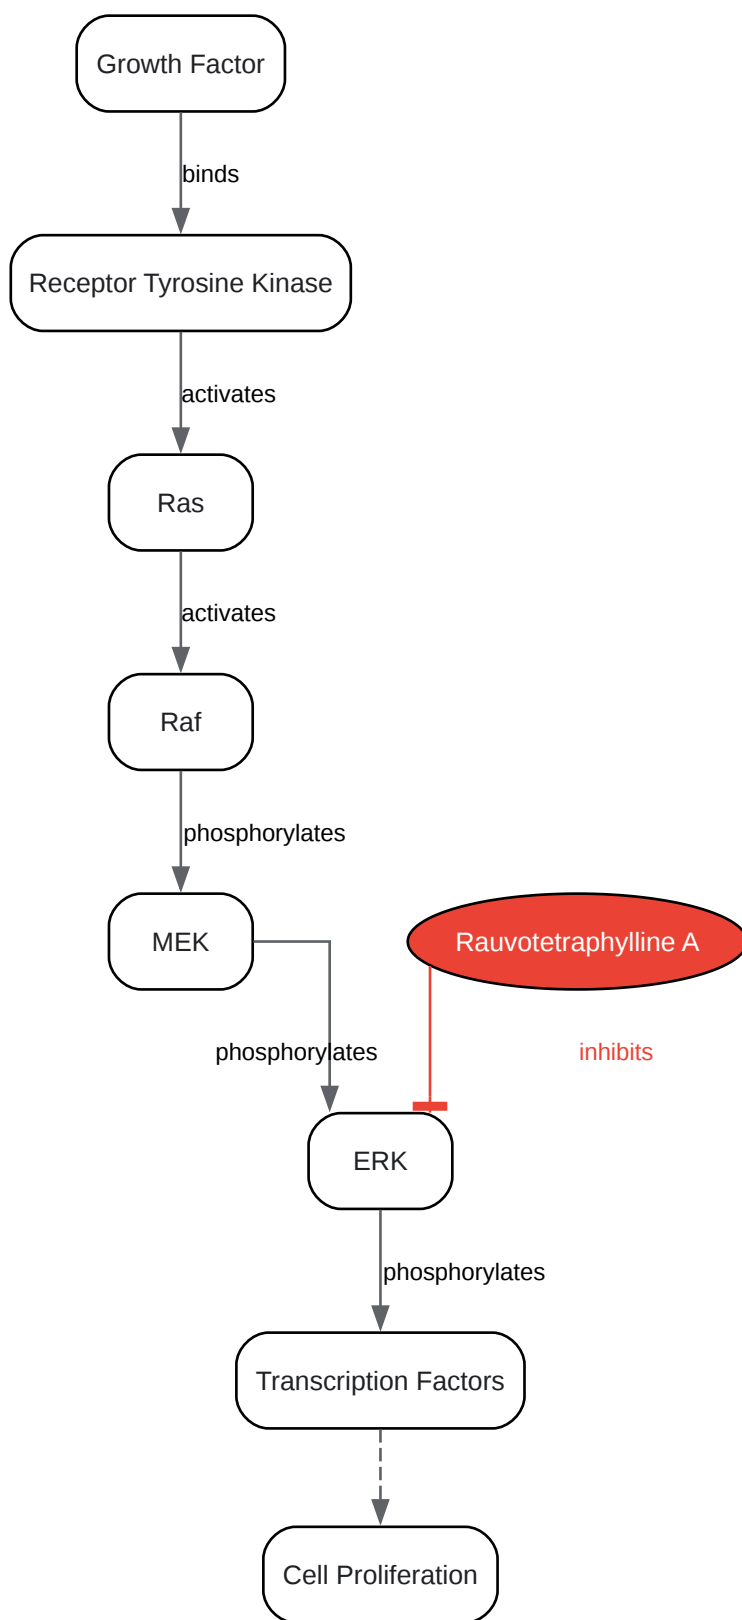 Growth Factor
binds
Receptor Tyrosine Kinase
activates
Ras
activates
Raf
phosphorylates
MEK
Rauvotetraphylline A
phosphorylates
inhibits
ERK
phosphorylates
Transcription Factors
Cell Proliferation